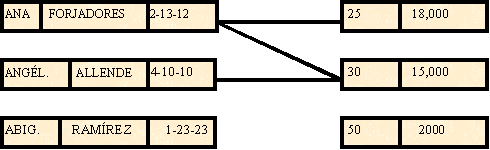 ANA FORJADORES 2-13-12 25 18,000
ANGÉL. ALLENDE 4-10-10 30 15,000
ABIG. RAMÍREZ 1-23-23 50 2000